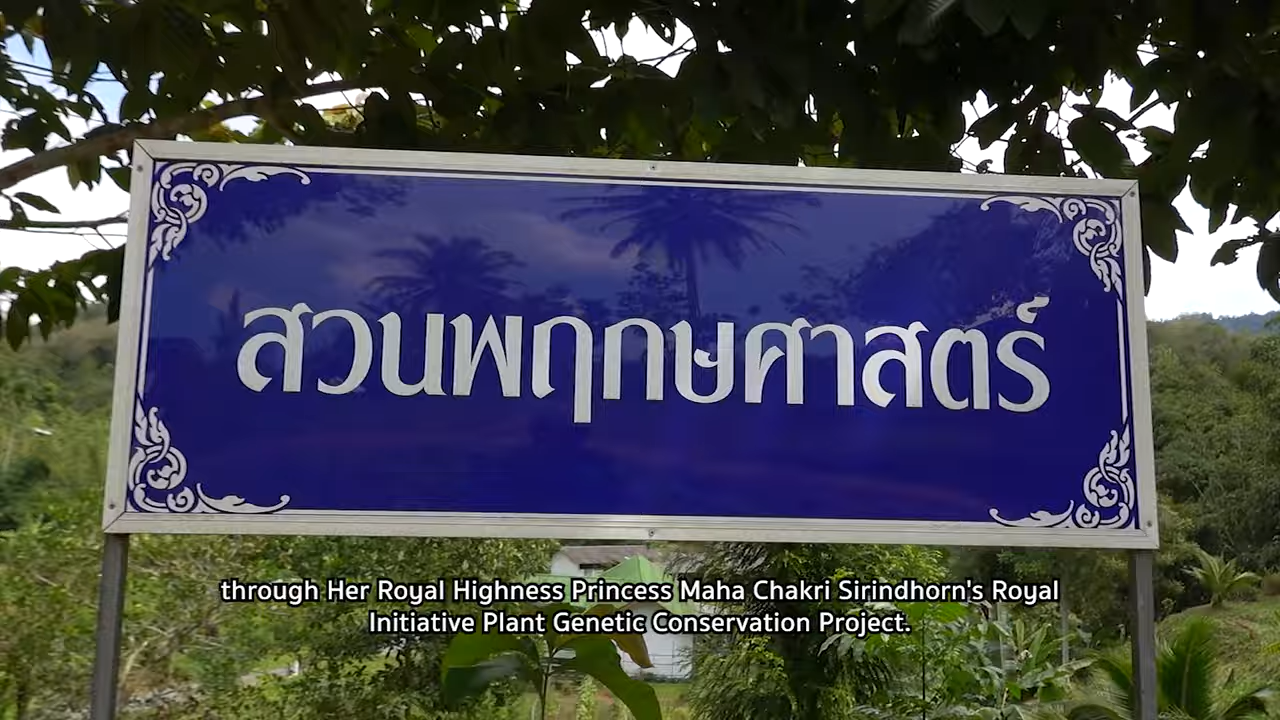 สวนพฤกษศาสตร์
through Her Royal Highness Princess Maha Chakri Sirindhorn's Royal
Initiative Plant Genetic Conservation Project.